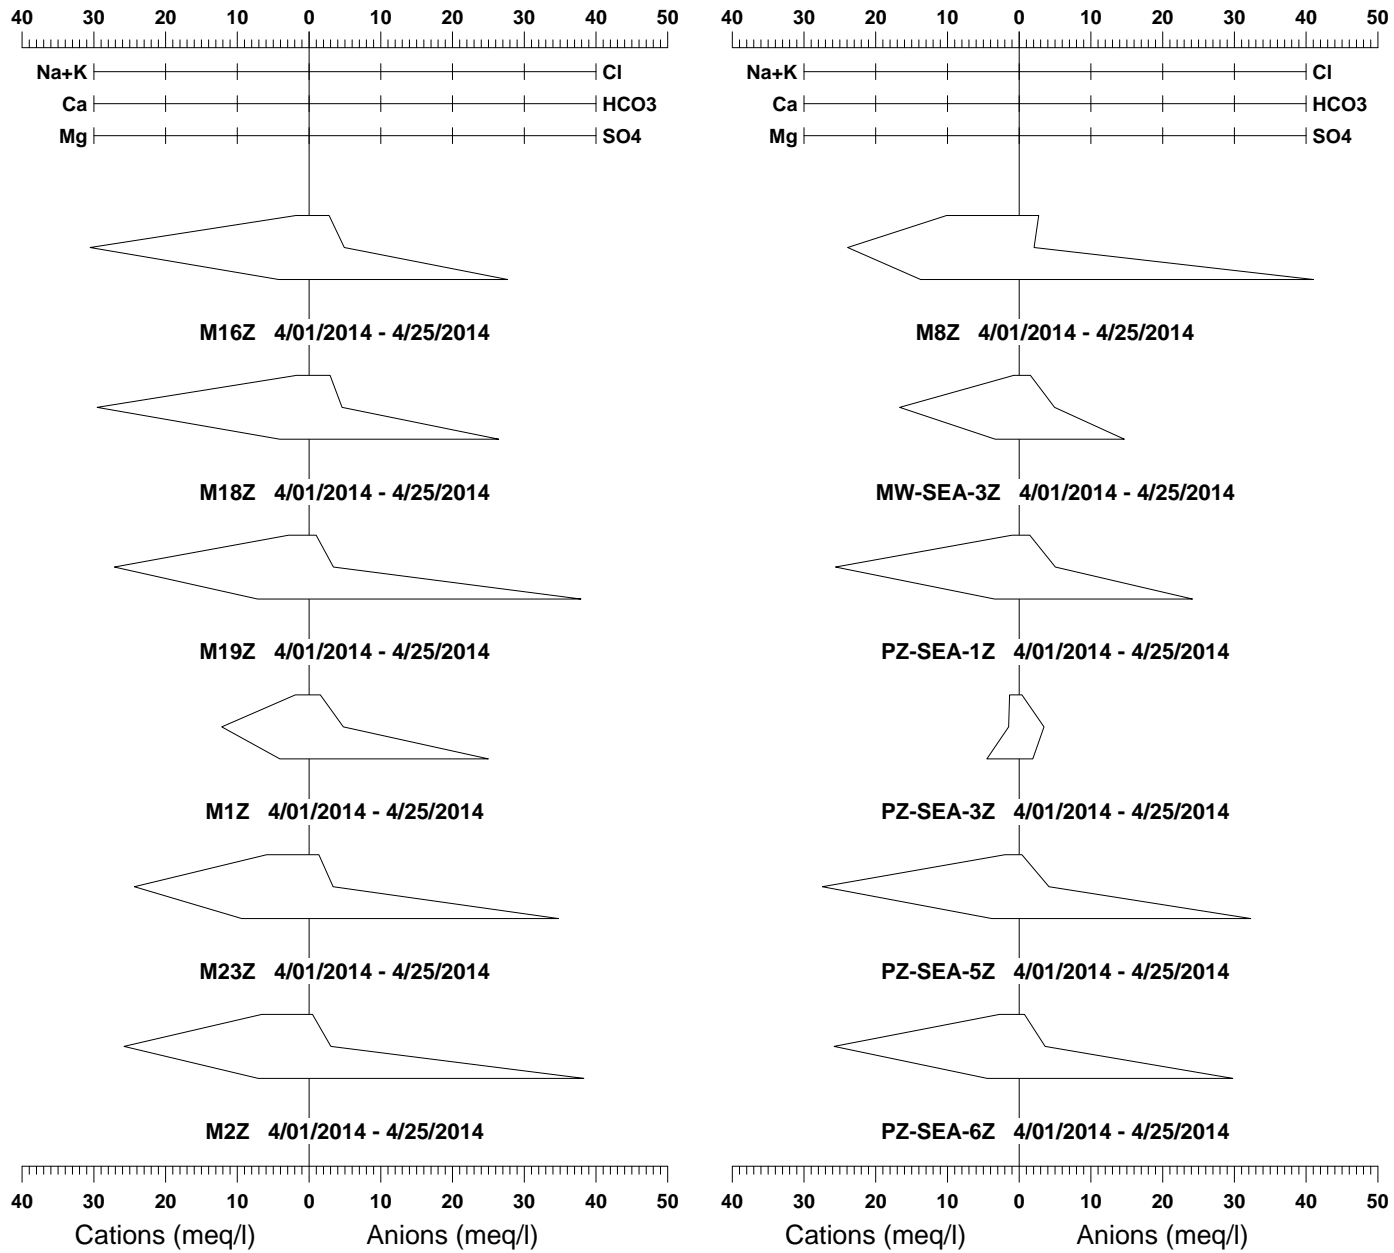 40 30 20 10 0 10 20 30 40 50
Na+K Cl
Ca HCO3
Mg SO4
M16Z 4/01/2014 - 4/25/2014
M18Z 4/01/2014 - 4/25/2014
M19Z 4/01/2014 - 4/25/2014
M1Z 4/01/2014 - 4/25/2014
M23Z 4/01/2014 - 4/25/2014
M2Z 4/01/2014 - 4/25/2014
40 30 20 10 0 10 20 30 40 50
Cations (meq/l) Anions (meq/l)
40 30 20 10 0 10 20 30 40 50
Na+K Cl
Ca HCO3
Mg SO4
M8Z 4/01/2014 - 4/25/2014
MW-SEA-3Z 4/01/2014 - 4/25/2014
PZ-SEA-1Z 4/01/2014 - 4/25/2014
PZ-SEA-3Z 4/01/2014 - 4/25/2014
PZ-SEA-5Z 4/01/2014 - 4/25/2014
PZ-SEA-6Z 4/01/2014 - 4/25/2014
40 30 20 10 0 10 20 30 40 50
Cations (meq/l) Anions (meq/l)